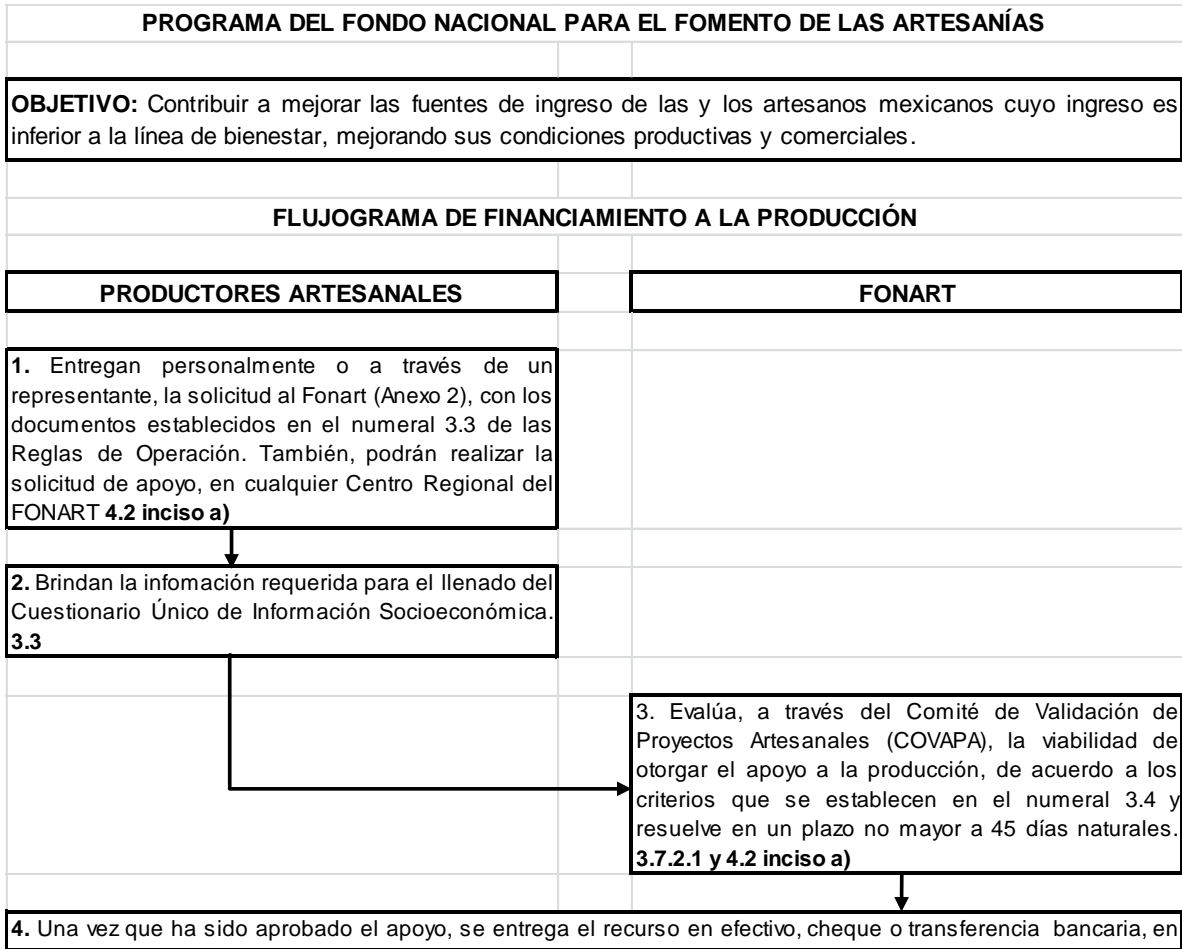 PROGRAMA DEL FONDO NACIONAL PARA EL FOMENTO DE LAS ARTESANÍAS
OBJETIVO: Contribuir a mejorar las fuentes de ingreso de las y los artesanos mexicanos cuyo ingreso es
inferior a la línea de bienestar, mejorando sus condiciones productivas y comerciales.
FLUJOGRAMA DE FINANCIAMIENTO A LA PRODUCCIÓN
PRODUCTORES ARTESANALES
FONART
1. Entregan personalmente o a través de un
representante, la solicitud al Fonart (Anexo 2), con los
documentos establecidos en el numeral 3.3 de las
Reglas de Operación. También, podrán realizar la
solicitud de apoyo, en cualquier Centro Regional del
FONART 4.2 inciso a)
2. Brindan la infomación requerida para el llenado del
Cuestionario Único de Información Socioeconómica.
3.3
3. Evalúa, a través del Comité de Validación de
Proyectos Artesanales (COVAPA), la viabilidad de
otorgar el apoyo a la producción, de acuerdo a los
criterios que se establecen en el numeral 3.4 y
resuelve en un plazo no mayor a 45 días naturales.
3.7.2.1 y 4.2 inciso a)
4. Una vez que ha sido aprobado el apoyo, se entrega el recurso en efectivo, cheque o transferencia bancaria, en